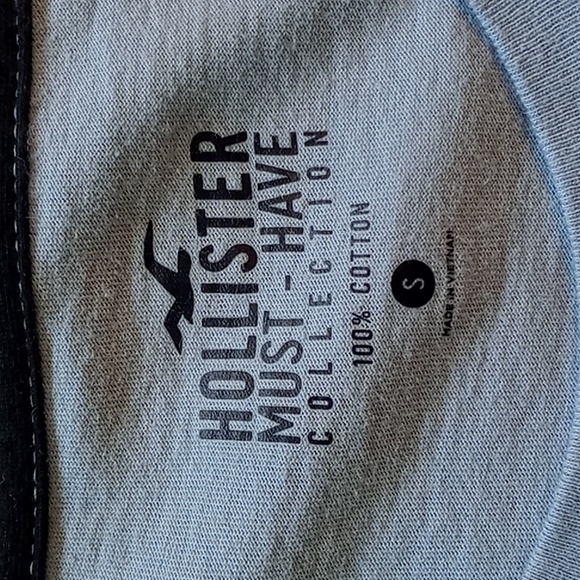 HOLLISTER
MUST-HAVE
COLLECTION
100% COTTON
S
MADE IN VIETNAM